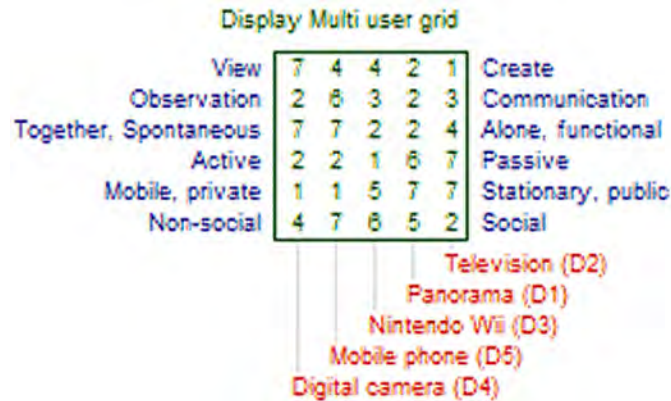 Display Multi user grid
View 7 4 4 2 1 Create
Observation 2 6 3 2 3 Communication
Together, Spontaneous 7 7 2 2 4 Alone, functional
Active 2 2 1 6 7 Passive
Mobile, private 1 1 5 7 7 Stationary, public
Non-social 4 7 6 5 2 Social
Television (D2)
Panorama (D1)
Nintendo Wii (D3)
Mobile phone (D5)
Digital camera (D4)